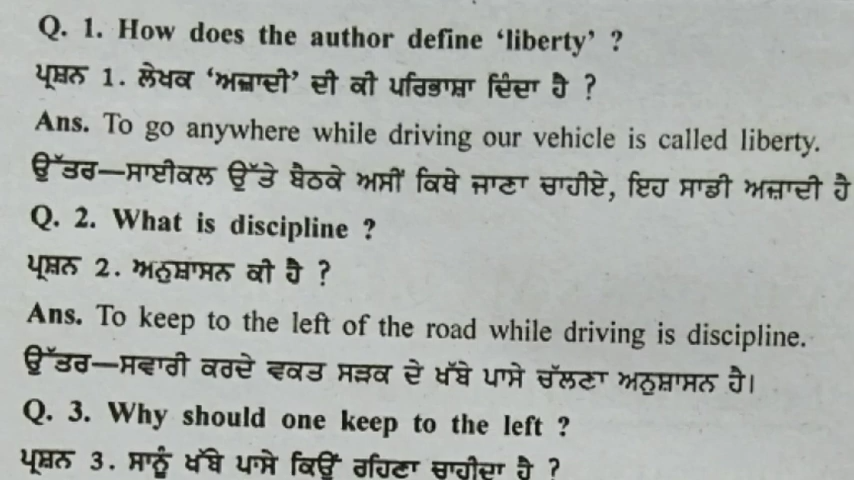 Q. 1. How does the author define ‘liberty’ ?
ਪ੍ਰਸ਼ਨ 1. ਲੇਖਕ ‘ਅਜ਼ਾਦੀ’ ਦੀ ਕੀ ਪਰਿਭਾਸ਼ਾ ਦਿੰਦਾ ਹੈ ?
Ans. To go anywhere while driving our vehicle is called liberty.
ਉੱਤਰ—ਸਾਈਕਲ ਉੱਤੇ ਬੈਠਕੇ ਅਸੀਂ ਕਿਥੇ ਜਾਣਾ ਚਾਹੀਏ, ਇਹ ਸਾਡੀ ਅਜ਼ਾਦੀ ਹੈ
Q. 2. What is discipline ?
ਪ੍ਰਸ਼ਨ 2. ਅਨੁਸ਼ਾਸਨ ਕੀ ਹੈ ?
Ans. To keep to the left of the road while driving is discipline.
ਉੱਤਰ—ਸਵਾਰੀ ਕਰਦੇ ਵਕਤ ਸੜਕ ਦੇ ਖੱਬੇ ਪਾਸੇ ਚੱਲਣਾ ਅਨੁਸ਼ਾਸਨ ਹੈ।
Q. 3. Why should one keep to the left ?
ਪ੍ਰਸ਼ਨ 3. ਸਾਨੂੰ ਖੱਬੇ ਪਾਸੇ ਕਿਉਂ ਰਹਿਣਾ ਚਾਹੀਦਾ ਹੈ ?